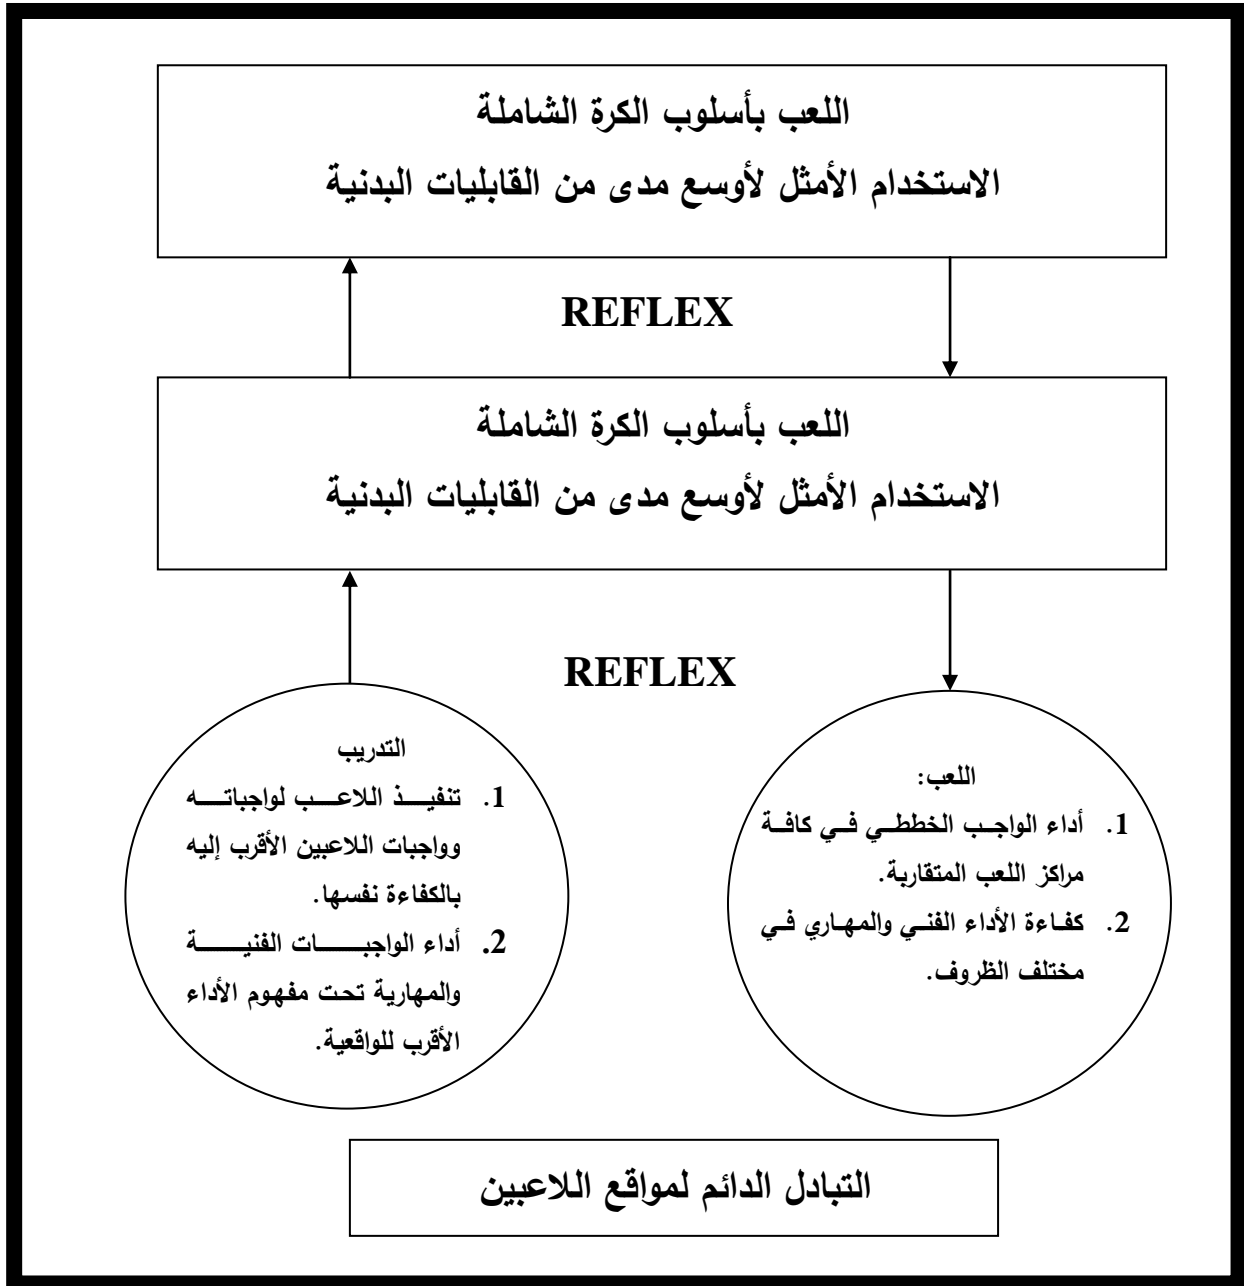 اللعب بأسلوب الكرة الشاملة
الاستخدام الأمثل لأوسع مدى من القابليات البدنية
REFLEX
اللعب بأسلوب الكرة الشاملة
الاستخدام الأمثل لأوسع مدى من القابليات البدنية
REFLEX
اللعب:
1. أداء الواجب الخططي في كافة
مراكز اللعب المتقاربة.
2. كفاءة الأداء الفني والمهاري في
مختلف الظروف.
التدريب
1. تنفيذ اللاعب لواجباته
وواجبات اللاعبين الأقرب إليه
بالكفاءة نفسها.
2. أداء الواجبات الفنية
والمهارية تحت مفهوم الأداء
الأقرب للواقعية.
التبادل الدائم لمواقع اللاعبين